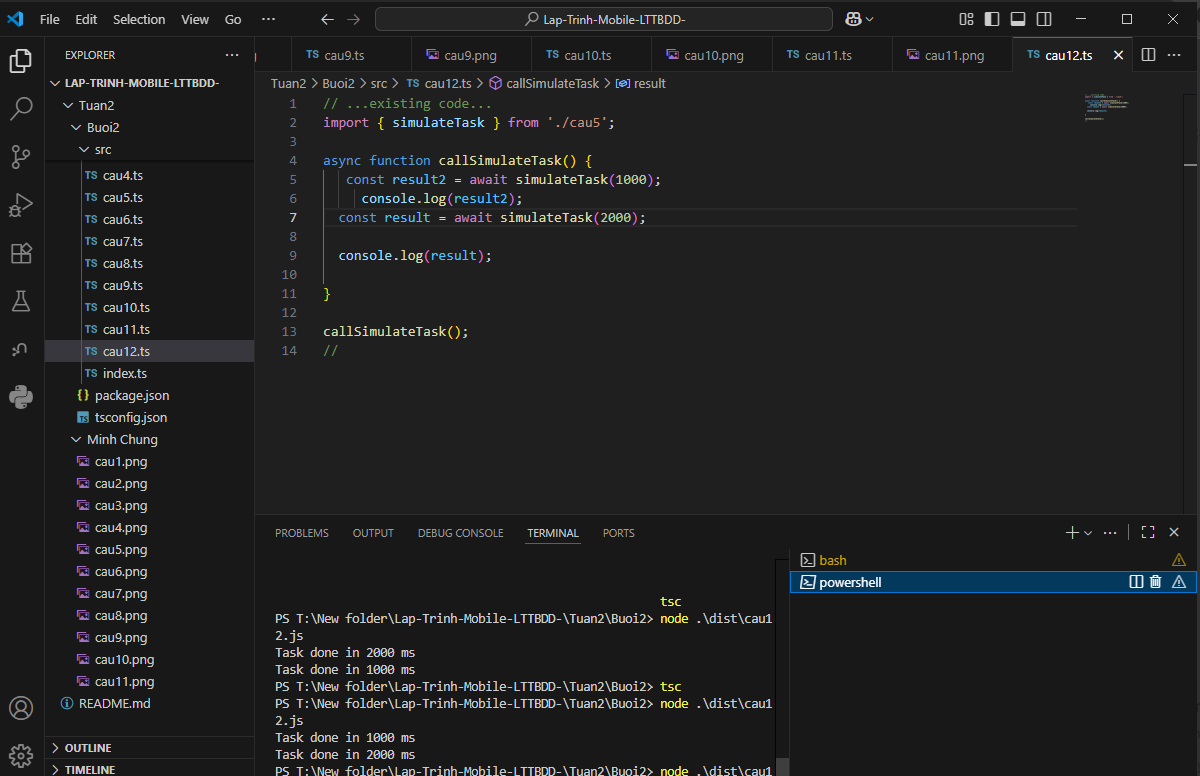 File Edit Selection View Go ··· Lap-Trinh-Mobile-LTTBDD-
EXPLORER ···
TS cau9.ts cau9.png TS cau10.ts cau10.png TS cau11.ts cau11.png TS cau12.ts
LAP-TRINH-MOBILE-LTTBDD-
Tuan2
Buoi2
src
TS cau4.ts
TS cau5.ts
TS cau6.ts
TS cau7.ts
TS cau8.ts
TS cau9.ts
TS cau10.ts
TS cau11.ts
TS cau12.ts
TS index.ts
{} package.json
TS tsconfig.json
Minh Chung
cau1.png
cau2.png
cau3.png
cau4.png
cau5.png
cau6.png
cau7.png
cau8.png
cau9.png
cau10.png
cau11.png
README.md
OUTLINE
TIMELINE
Tuan2 > Buoi2 > src > TS cau12.ts > callSimulateTask > result
1 // ...existing code...
2 import { simulateTask } from './cau5';
3
4 async function callSimulateTask() {
5 const result2 = await simulateTask(1000);
6 console.log(result2);
7 const result = await simulateTask(2000);
8
9 console.log(result);
10
11 }
12
13 callSimulateTask();
14 //
PROBLEMS OUTPUT DEBUG CONSOLE TERMINAL PORTS
tsc
PS T:\New folder\Lap-Trinh-Mobile-LTTBDD-\Tuan2\Buoi2> node .\dist\cau1
2.js
Task done in 2000 ms
Task done in 1000 ms
PS T:\New folder\Lap-Trinh-Mobile-LTTBDD-\Tuan2\Buoi2> tsc
PS T:\New folder\Lap-Trinh-Mobile-LTTBDD-\Tuan2\Buoi2> node .\dist\cau1
2.js
Task done in 1000 ms
Task done in 2000 ms
PS T:\New folder\Lap-Trinh-Mobile-LTTBDD-\Tuan2\Buoi2> node .\dist\cau1
bash
powershell